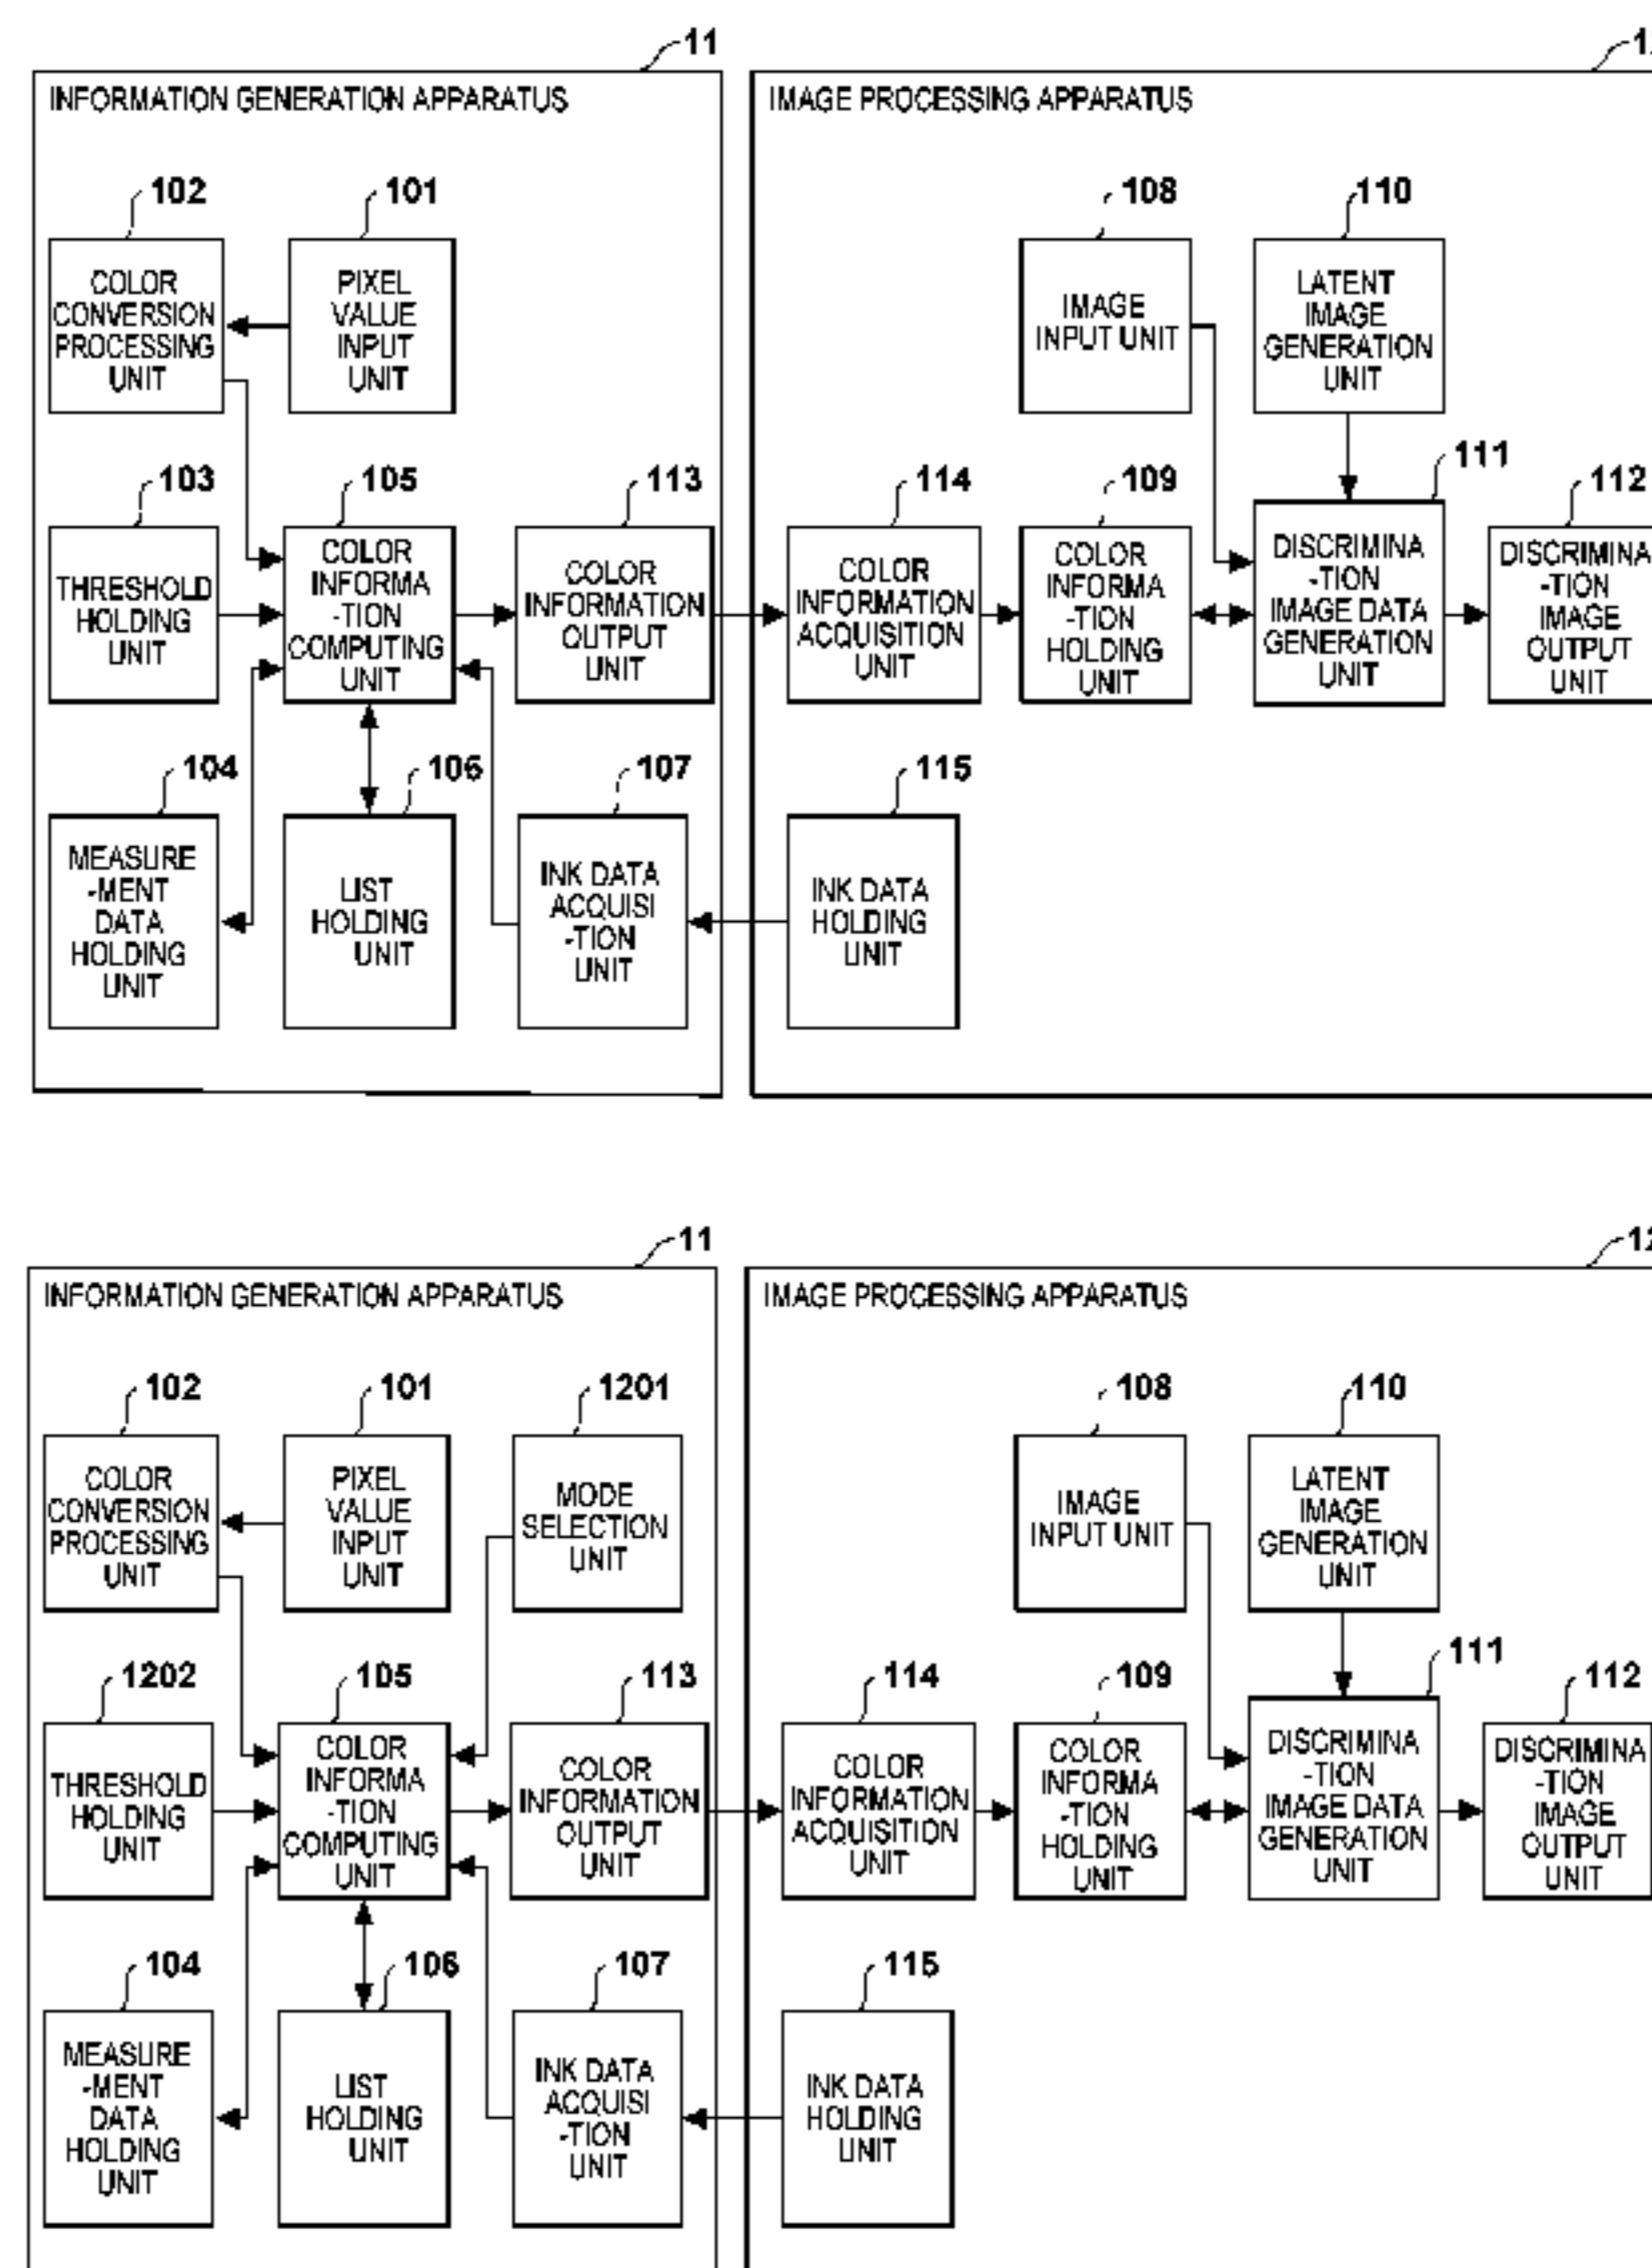 11
INFORMATION GENERATION APPARATUS
102
101
COLOR
CONVERSION
PROCESSING
UNIT
PIXEL
VALUE
INPUT
UNIT
103
105
113
THRESHOLD
HOLDING
UNIT
COLOR
INFORMA
-TION
COMPUTING
UNIT
COLOR
INFORMATION
OUTPUT
UNIT
104
106
107
MEASURE
-MENT
DATA
HOLDING
UNIT
LIST
HOLDING
UNIT
INK DATA
ACQUISI
-TION
UNIT
IMAGE PROCESSING APPARATUS
108
110
IMAGE
INPUT UNIT
LATENT
IMAGE
GENERATION
UNIT
114
109
111
112
COLOR
INFORMATION
ACQUISITION
UNIT
COLOR
INFORMA
-TION
HOLDING
UNIT
DISCRIMINA
-TION
IMAGE DATA
GENERATION
UNIT
DISCRIMINA
-TION
IMAGE
OUTPUT
UNIT
115
INK DATA
HOLDING
UNIT
11
INFORMATION GENERATION APPARATUS
102
101
1201
COLOR
CONVERSION
PROCESSING
UNIT
PIXEL
VALUE
INPUT
UNIT
MODE
SELECTION
UNIT
1202
105
113
THRESHOLD
HOLDING
UNIT
COLOR
INFORMA
-TION
COMPUTING
UNIT
COLOR
INFORMATION
OUTPUT
UNIT
104
106
107
MEASURE
-MENT
DATA
HOLDING
UNIT
LIST
HOLDING
UNIT
INK DATA
ACQUISI
-TION
UNIT
12
IMAGE PROCESSING APPARATUS
108
110
IMAGE
INPUT UNIT
LATENT
IMAGE
GENERATION
UNIT
114
109
111
112
COLOR
INFORMATION
ACQUISITION
UNIT
COLOR
INFORMA
-TION
HOLDING
UNIT
DISCRIMINA
-TION
IMAGE DATA
GENERATION
UNIT
DISCRIMINA
-TION
IMAGE
OUTPUT
UNIT
115
INK DATA
HOLDING
UNIT